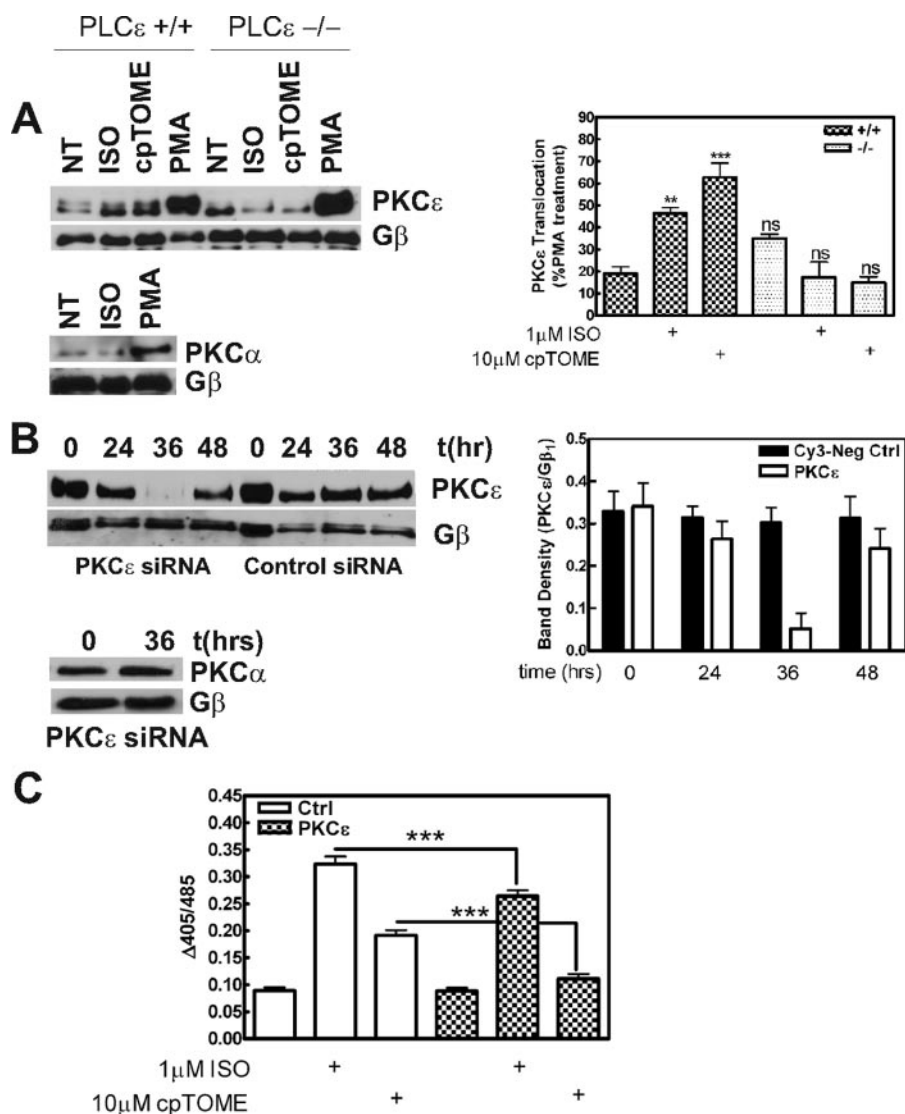 PLCε +/+ PLCε –/–
A
NT ISO cpTOME PMA NT ISO cpTOME PMA
PKCε
Gβ
NT ISO PMA
PKCα
Gβ
PKCε Translocation
(%PMA treatment)
90
80
70
60
50
40
30
20
10
0
+/+
-/-
** *** ns ns ns
1μM ISO + +
10μM cpTOME + +
B
0 24 36 48 0 24 36 48 t(hr)
PKCε
Gβ
PKCε siRNA Control siRNA
0 36 t(hrs)
PKCα
Gβ
PKCε siRNA
Band Density (PKCε/Gβ₁)
0.5
0.3
0.2
0.1
0.0
Cy3-Neg Ctrl
PKCε
time (hrs) 0 24 36 48
C
Δ405/485
0.45
0.40
0.35
0.30
0.25
0.20
0.15
0.10
0.05
0.00
Ctrl
PKCε
***
***
1μM ISO + +
10μM cpTOME + +